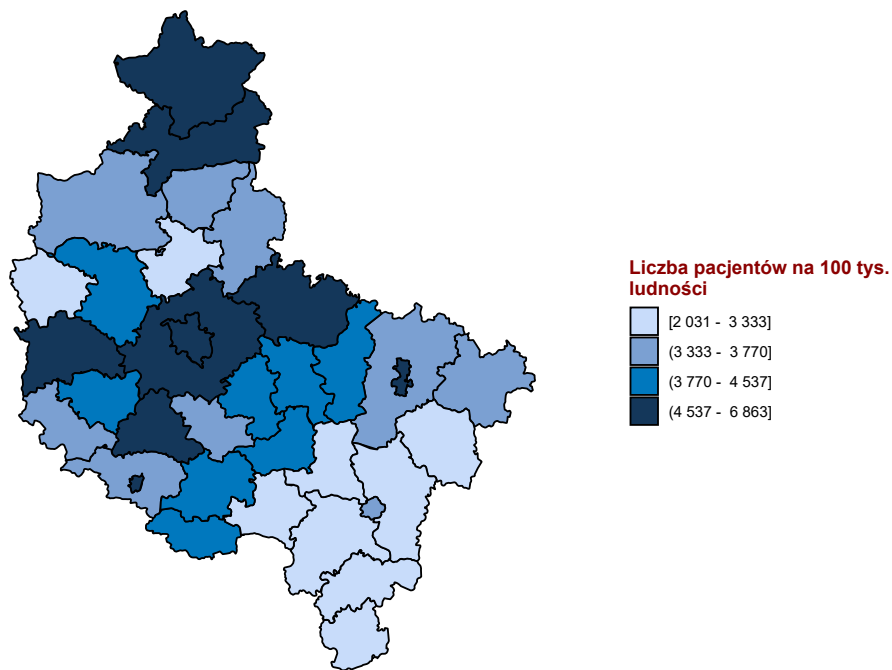 Liczba pacjentów na 100 tys.
ludności
[2 031 - 3 333]
(3 333 - 3 770]
(3 770 - 4 537]
(4 537 - 6 863]